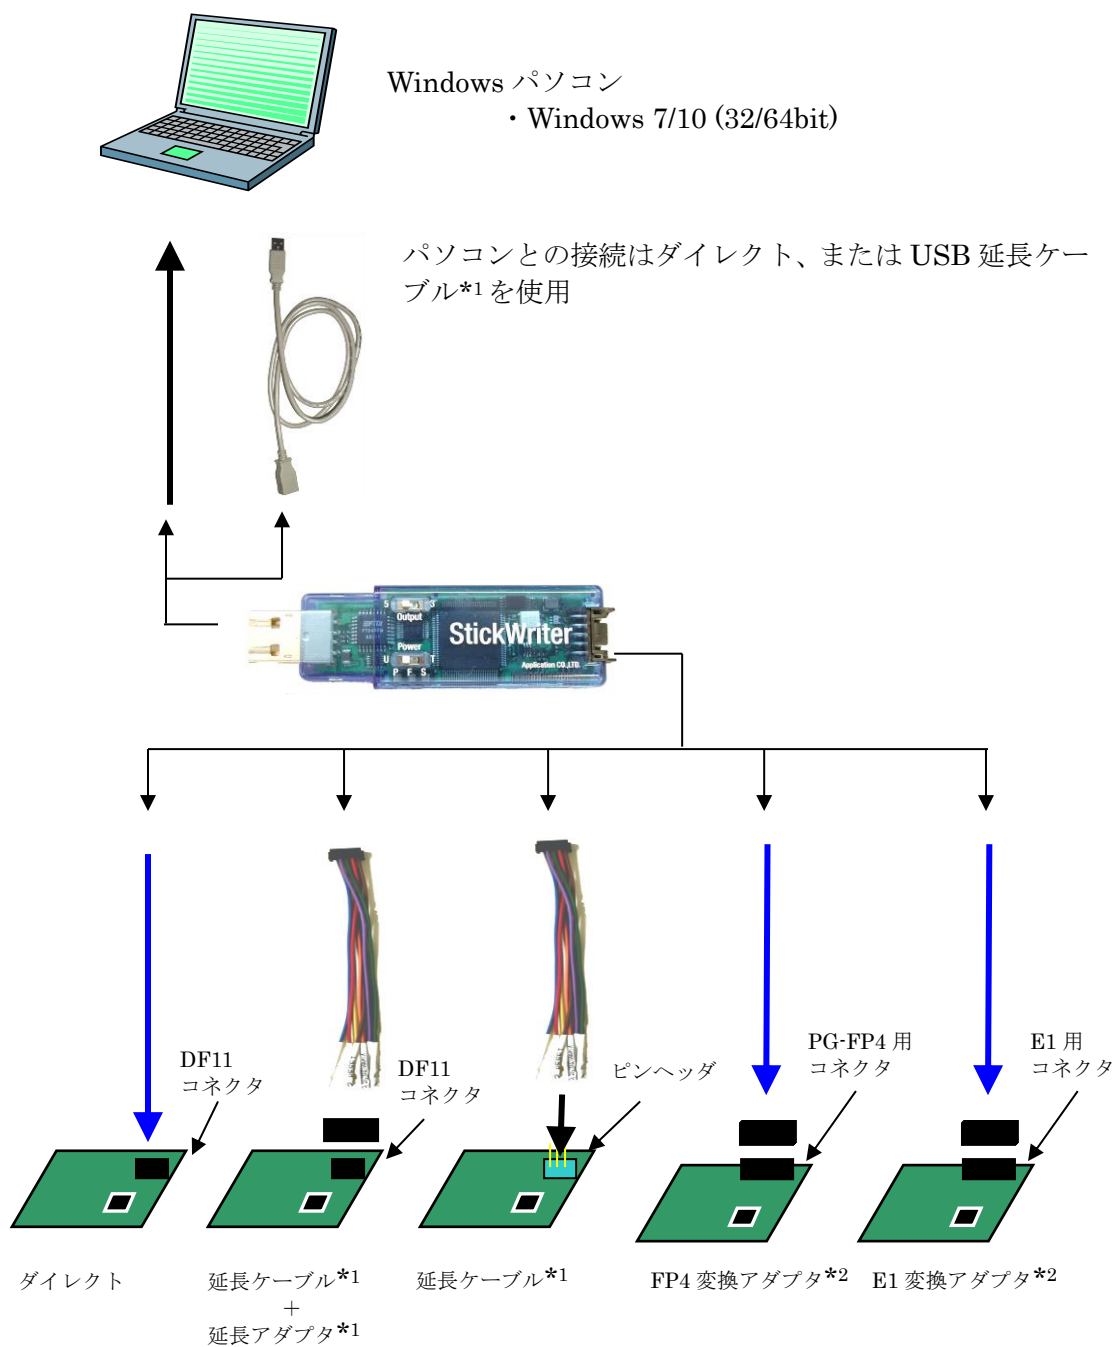 Windows パソコン
・Windows 7/10 (32/64bit)
パソコンとの接続はダイレクト、または USB 延長ケー
ブル*1 を使用
5 3
Output
StickWriter
Power
U T
P F S
Application CO.,LTD.
DF11
コネクタ
DF11
コネクタ
ピンヘッダ
PG-FP4 用
コネクタ
E1 用
コネクタ
ダイレクト
延長ケーブル*1
+
延長アダプタ*1
延長ケーブル*1
FP4 変換アダプタ*2
E1 変換アダプタ*2